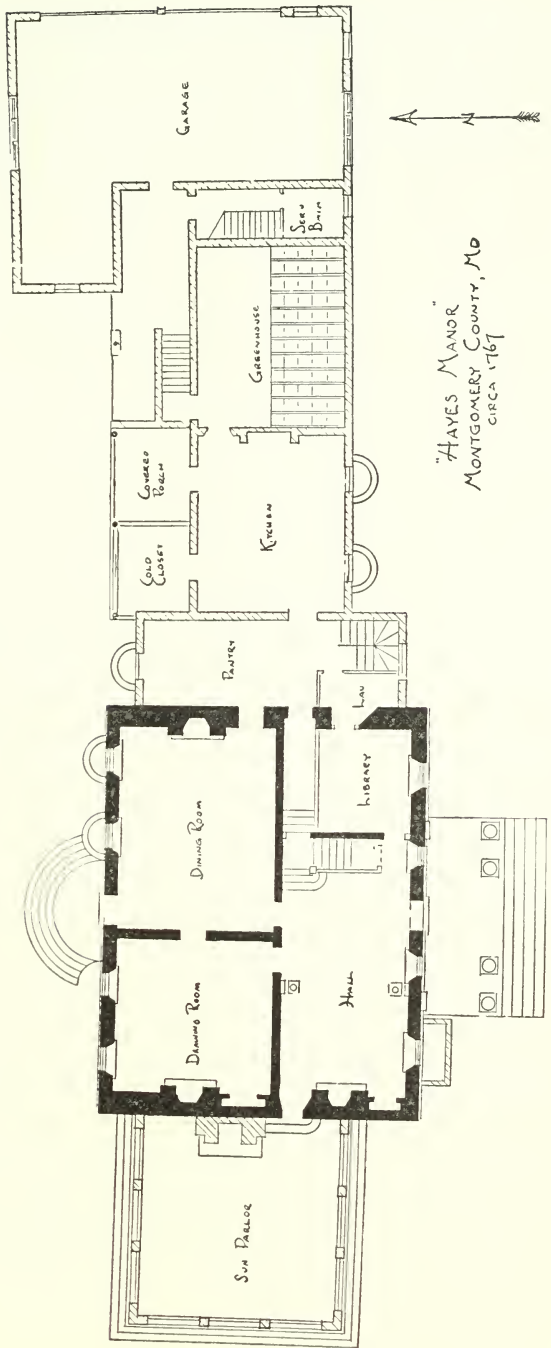 GARAGE
SERV
BATH
GREENHOUSE
COVERED
PORCH
COLD
CLOSET
KITCHEN
PANTRY
LAV
LIBRARY
DINING ROOM
DRAWING ROOM
HALL
SUN PARLOR
N
"HAYES MANOR"
MONTGOMERY COUNTY, MD
CIRCA 1767